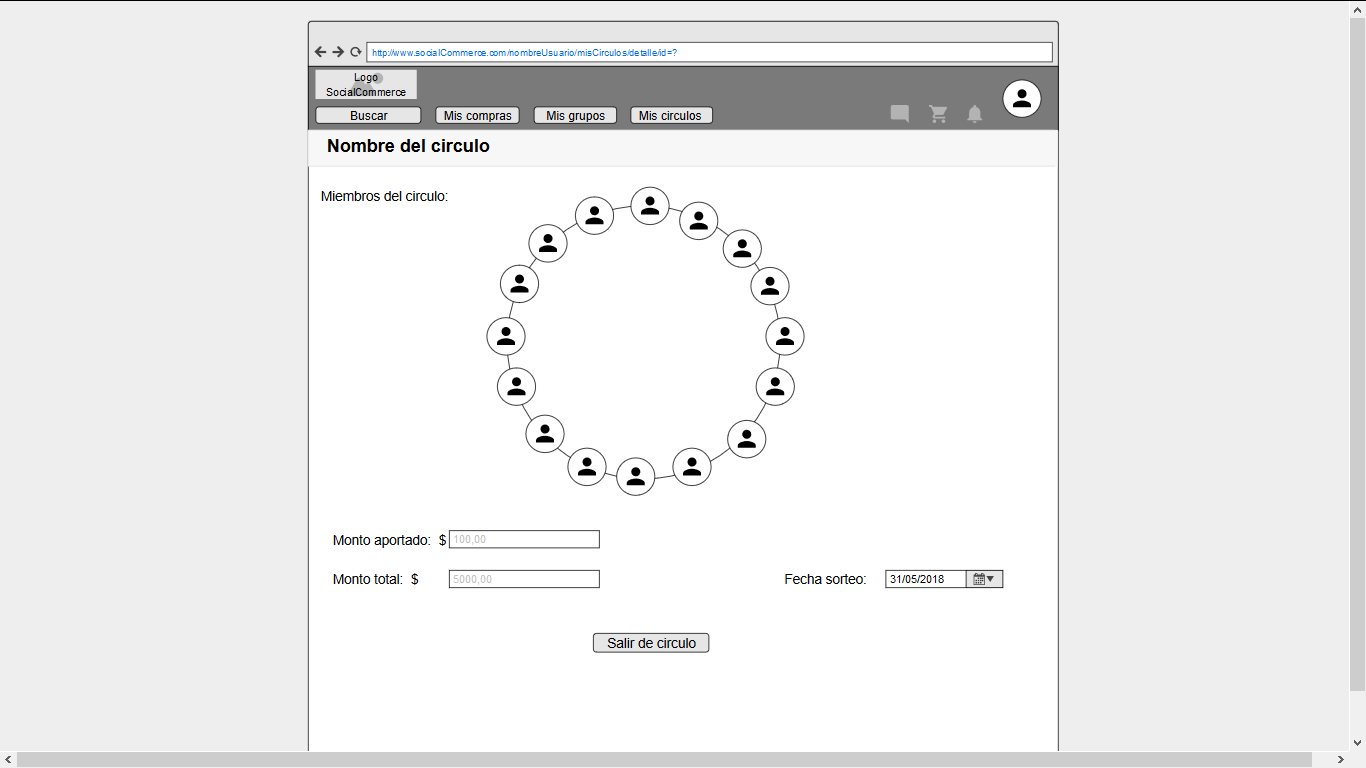 http://www.socialCommerce.com/nombreUsuario/misCirculos/detalle/id=?
Logo
SocialCommerce
Buscar Mis compras Mis grupos Mis circulos
Nombre del circulo
Miembros del circulo:
Monto aportado: $ 100,00
Monto total: $ 5000,00 Fecha sorteo: 31/05/2018
Salir de circulo